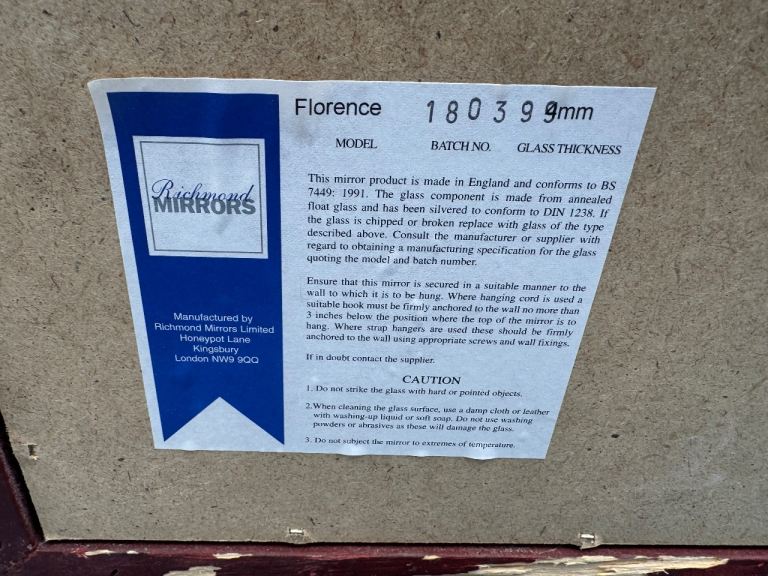 Florence 180399mm
MODEL BATCH NO. GLASS THICKNESS
Richmond
MIRRORS
This mirror product is made in England and conforms to BS
7449: 1991. The glass component is made from annealed
float glass and has been silvered to conform to DIN 1238. If
the glass is chipped or broken replace with glass of the type
described above. Consult the manufacturer or supplier with
regard to obtaining a manufacturing specification for the glass
quoting the model and batch number.
Ensure that this mirror is secured in a suitable manner to the
wall to which it is to be hung. Where hanging cord is used a
suitable hook must be firmly anchored to the wall no more than
3 inches below the position where the top of the mirror is to
hang. Where strap hangers are used these should be firmly
anchored to the wall using appropriate screws and wall fixings.
If in doubt contact the supplier.
Manufactured by
Richmond Mirrors Limited
Honeypot Lane
Kingsbury
London NW9 9QQ
CAUTION
1. Do not strike the glass with hard or pointed objects.
2. When cleaning the glass surface, use a damp cloth or leather
with washing-up liquid or soft soap. Do not use washing
powders or abrasives as these will damage the glass.
3. Do not subject the mirror to extremes of temperature.